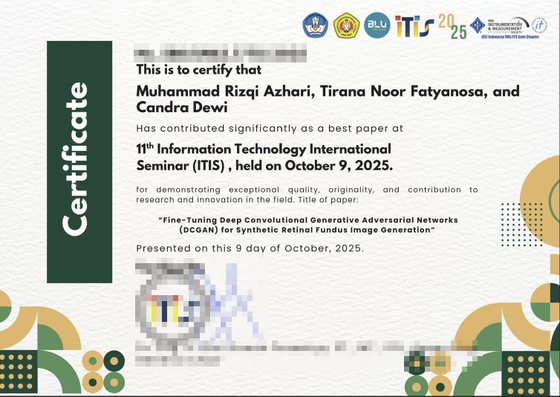 BLU
iTiS 2025
INSTRUMENTATION
& MEASUREMENT
This is to certify that
Muhammad Rizqi Azhari, Tirana Noor Fatyanosa, and
Candra Dewi
Has contributed significantly as a best paper at
11th Information Technology International
Seminar (ITIS) , held on October 9, 2025.
for demonstrating exceptional quality, originality, and contribution to
research and innovation in the field. Title of paper:
“Fine-Tuning Deep Convolutional Generative Adversarial Networks
(DCGAN) for Synthetic Retinal Fundus Image Generation”
Presented on this 9 day of October, 2025.
Certificate